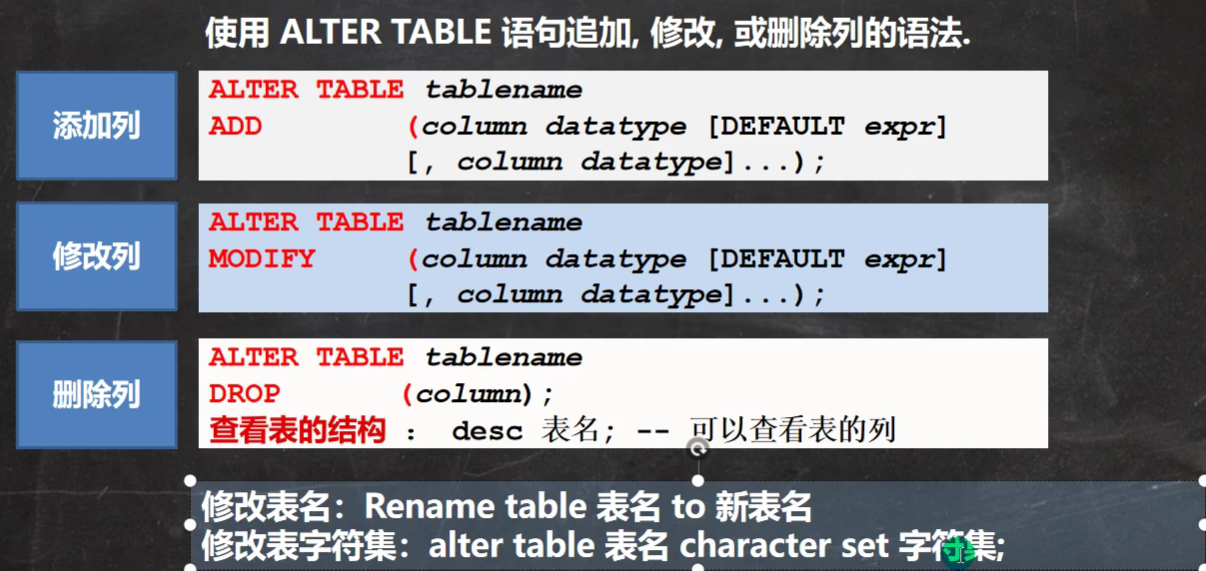 使用 ALTER TABLE 语句追加, 修改, 或删除列的语法.
添加列
ALTER TABLE tablename
ADD (column datatype [DEFAULT expr]
[, column datatype]...);
修改列
ALTER TABLE tablename
MODIFY (column datatype [DEFAULT expr]
[, column datatype]...);
删除列
ALTER TABLE tablename
DROP (column);
查看表的结构 : desc 表名; -- 可以查看表的列
修改表名：Rename table 表名 to 新表名
修改表字符集：alter table 表名 character set 字符集;